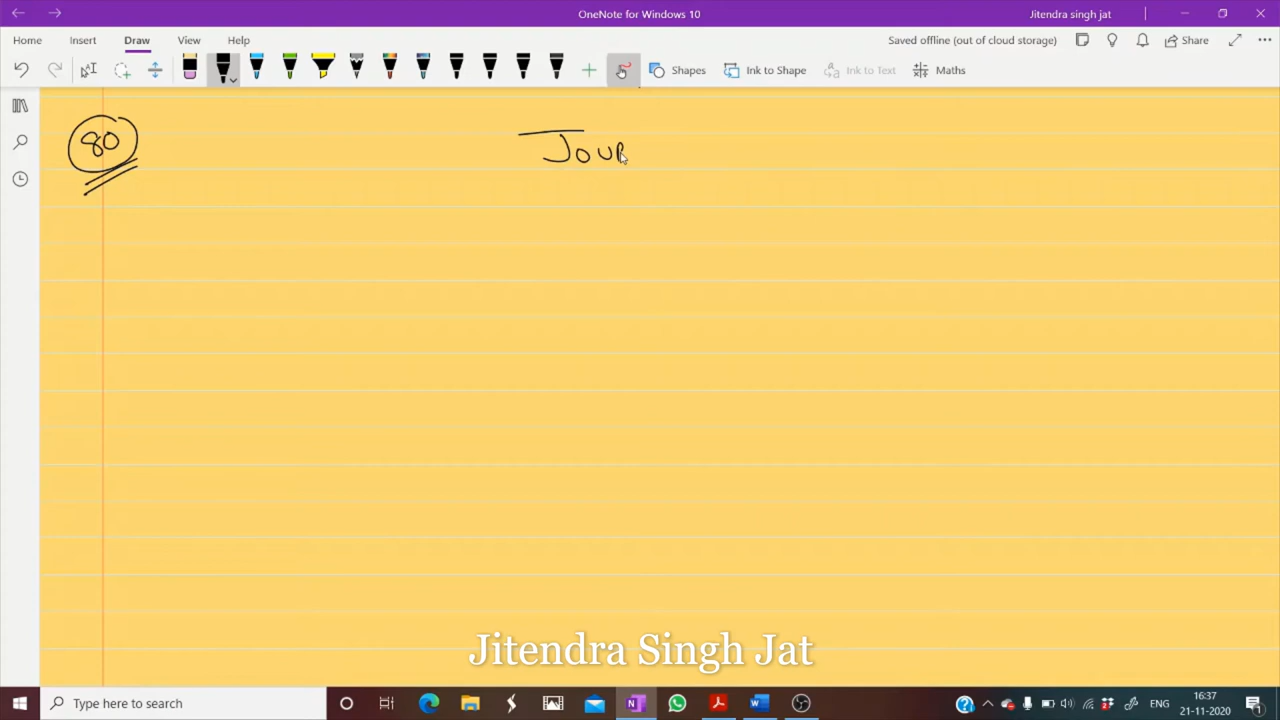 OneNote for Windows 10
Jitendra singh jat
Home Insert Draw View Help
Saved offline (out of cloud storage)
Share
Shapes
Ink to Shape
Ink to Text
Maths
80
Jour
Jitendra Singh Jat
Type here to search
ENG
16:37
21-11-2020